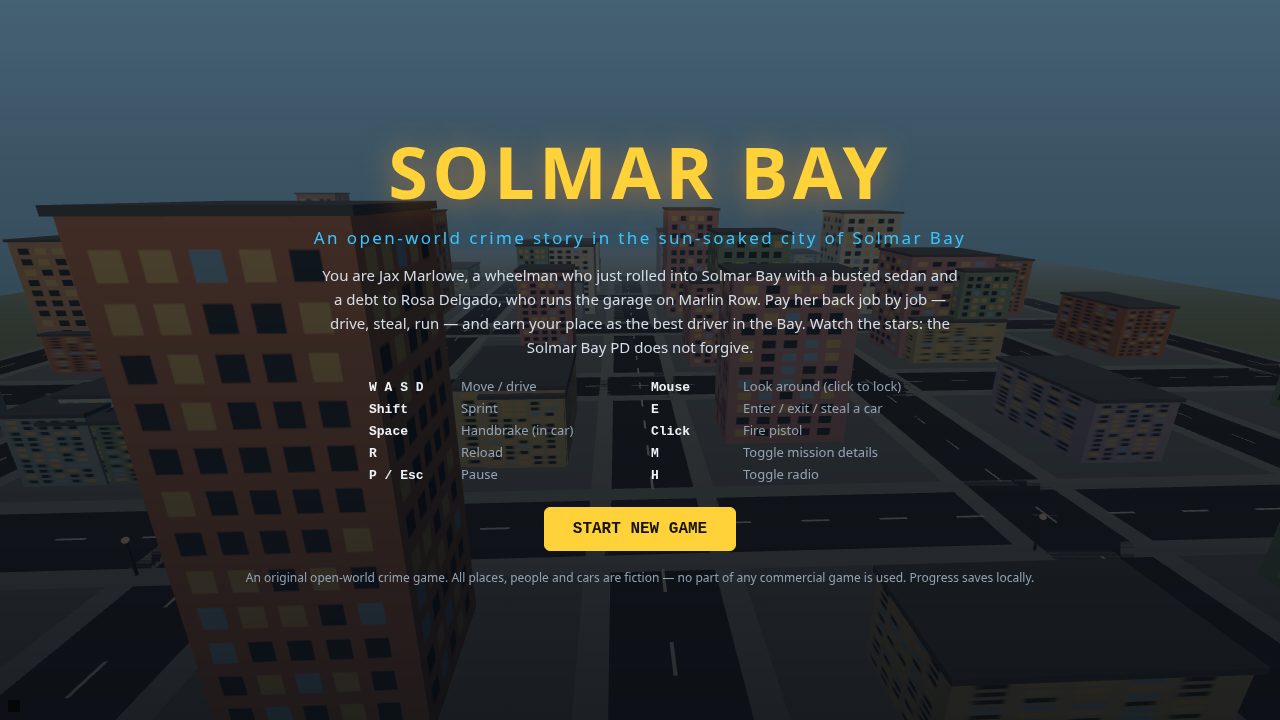 SOLMAR BAY
An open-world crime story in the sun-soaked city of Solmar Bay
You are Jax Marlowe, a wheelman who just rolled into Solmar Bay with a busted sedan and
a debt to Rosa Delgado, who runs the garage on Marlin Row. Pay her back job by job —
drive, steal, run — and earn your place as the best driver in the Bay. Watch the stars: the
Solmar Bay PD does not forgive.
W A S D Move / drive Mouse Look around (click to lock)
Shift Sprint E Enter / exit / steal a car
Space Handbrake (in car) Click Fire pistol
R Reload M Toggle mission details
P / Esc Pause H Toggle radio
START NEW GAME
An original open-world crime game. All places, people and cars are fiction — no part of any commercial game is used. Progress saves locally.